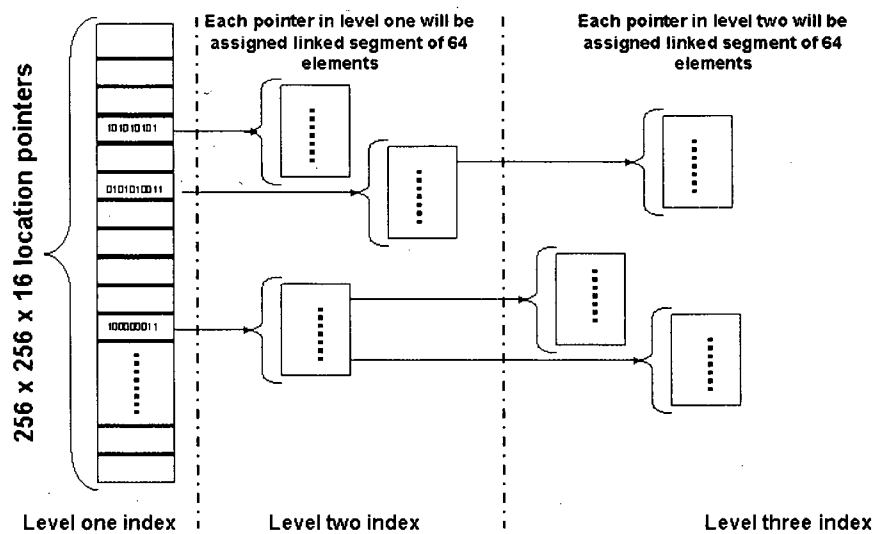 Each pointer in level one will be
assigned linked segment of 64
elements
Each pointer in level two will be
assigned linked segment of 64
elements
256 x 256 x 16 location pointers
101010101
0101010011
100000011
Level one index
Level two index
Level three index